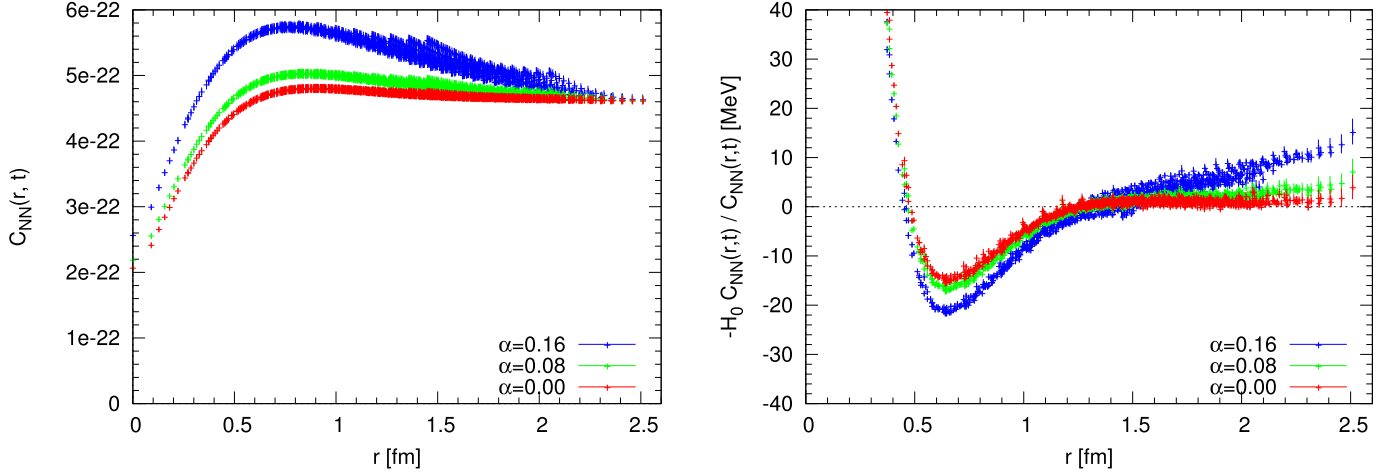 C_NN(r, t)
6e-22
5e-22
4e-22
3e-22
2e-22
1e-22
0
α=0.16
α=0.08
α=0.00
0 0.5 1 1.5 2 2.5
r [fm]
-H_0 C_NN(r,t) / C_NN(r,t) [MeV]
40
30
20
10
0
-10
-20
-30
-40
α=0.16
α=0.08
α=0.00
0 0.5 1 1.5 2 2.5
r [fm]